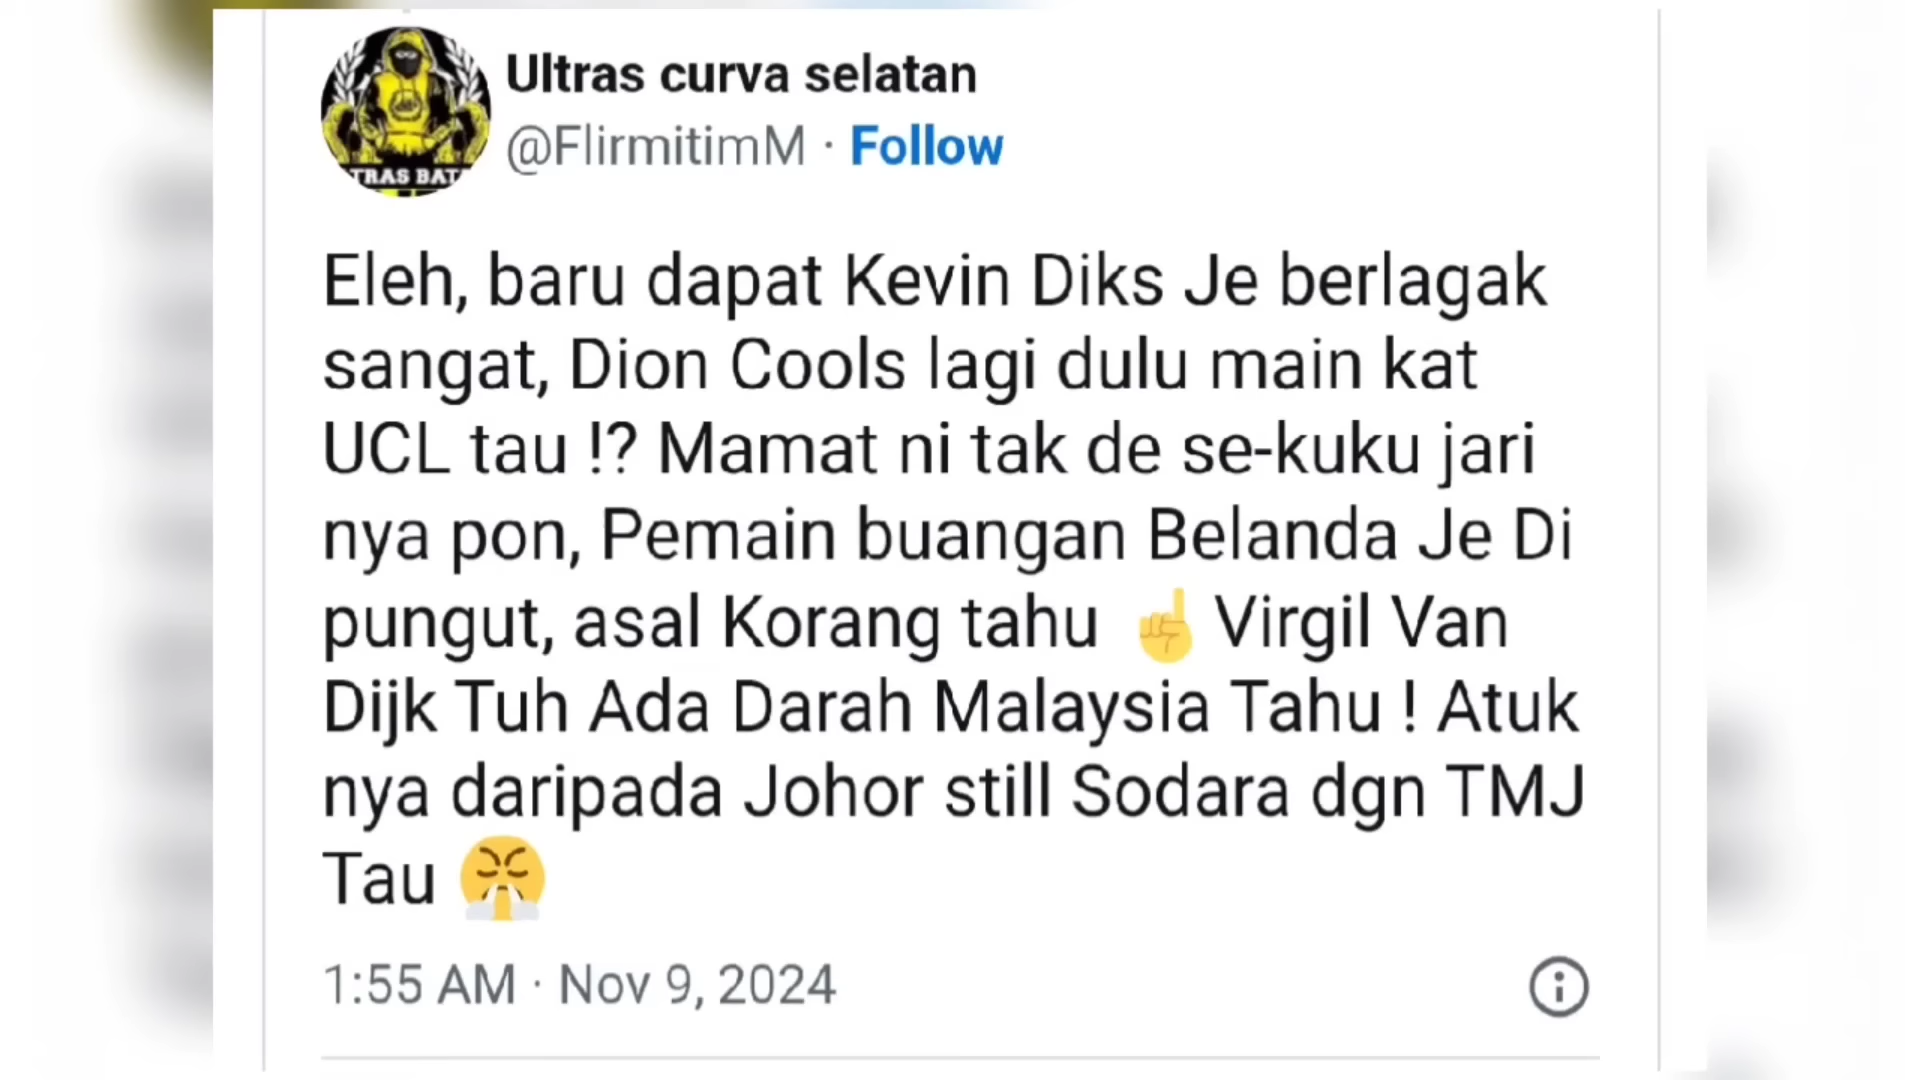 Ultras curva selatan
@FlirmitimM · Follow
TRAS BAT
Eleh, baru dapat Kevin Diks Je berlagak
sangat, Dion Cools lagi dulu main kat
UCL tau !? Mamat ni tak de se-kuku jari
nya pon, Pemain buangan Belanda Je Di
pungut, asal Korang tahu ☝️Virgil Van
Dijk Tuh Ada Darah Malaysia Tahu ! Atuk
nya daripada Johor still Sodara dgn TMJ
Tau 😤
1:55 AM · Nov 9, 2024